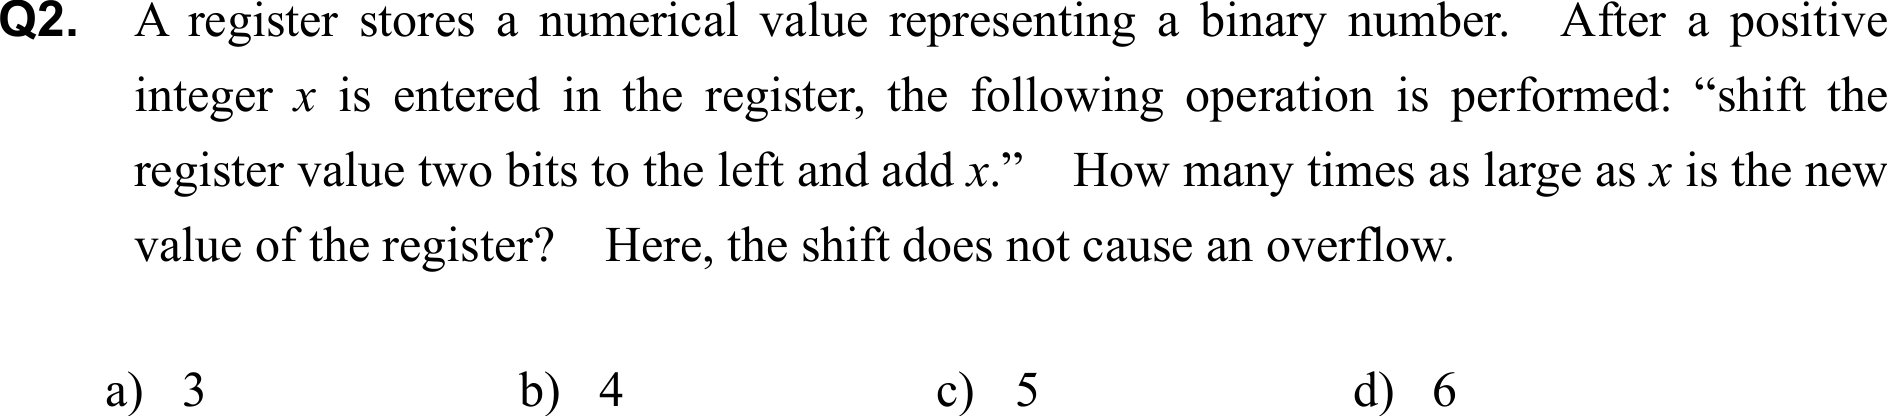 Q2. A register stores a numerical value representing a binary number. After a positive
integer x is entered in the register, the following operation is performed: “shift the
register value two bits to the left and add x.” How many times as large as x is the new
value of the register? Here, the shift does not cause an overflow.
a) 3 b) 4 c) 5 d) 6